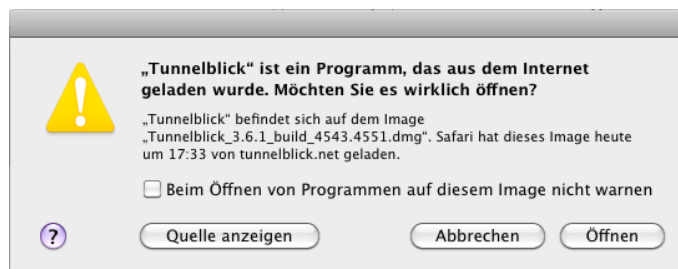 „Tunnelblick“ ist ein Programm, das aus dem Internet
geladen wurde. Möchten Sie es wirklich öffnen?
„Tunnelblick“ befindet sich auf dem Image
„Tunnelblick_3.6.1_build_4543.4551.dmg“. Safari hat dieses Image heute
um 17:33 von tunnelblick.net geladen.
Beim Öffnen von Programmen auf diesem Image nicht warnen
? Quelle anzeigen Abbrechen Öffnen